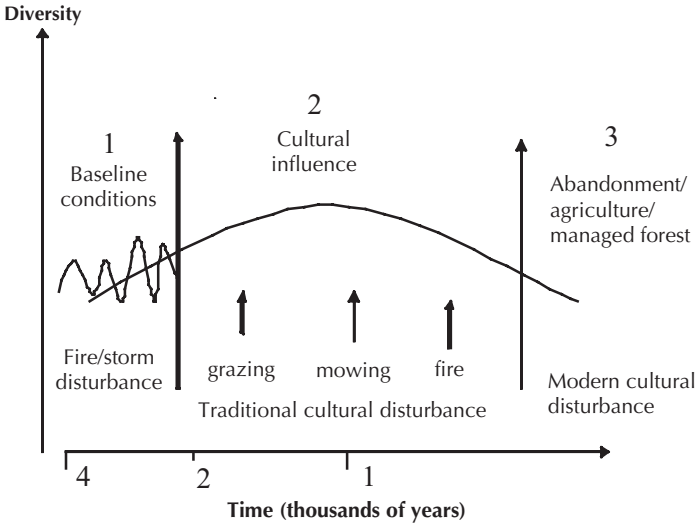 Diversity
1
Baseline
conditions
2
Cultural
influence
3
Abandonment/
agriculture/
managed forest
Fire/storm
disturbance
grazing
mowing
fire
Traditional cultural disturbance
Modern cultural
disturbance
4
2
1
Time (thousands of years)